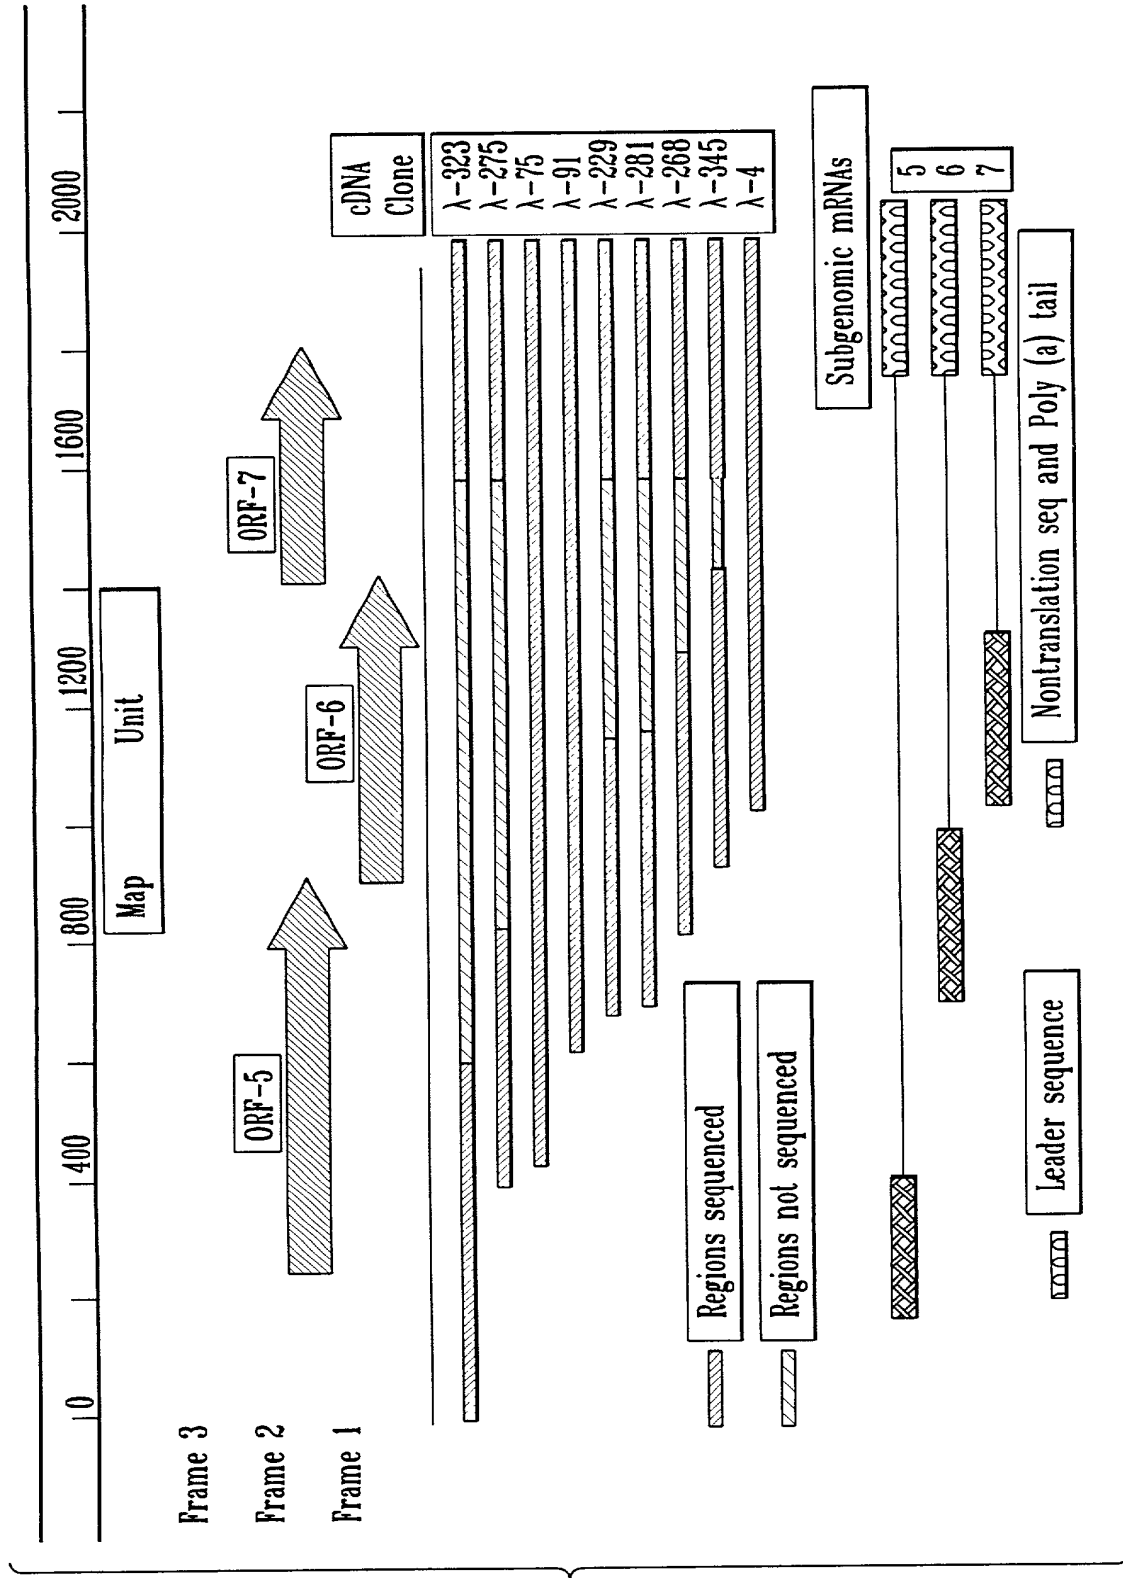 0 400 800 1200 1600 2000
Map Unit
Frame 3
Frame 2
Frame 1
ORF-5
ORF-6
ORF-7
cDNA
Clone
λ-323
λ-275
λ-75
λ-91
λ-229
λ-281
λ-268
λ-345
λ-4
Regions sequenced
Regions not sequenced
Subgenomic mRNAs
5
6
7
Leader sequence
Nontranslation seq and Poly (a) tail